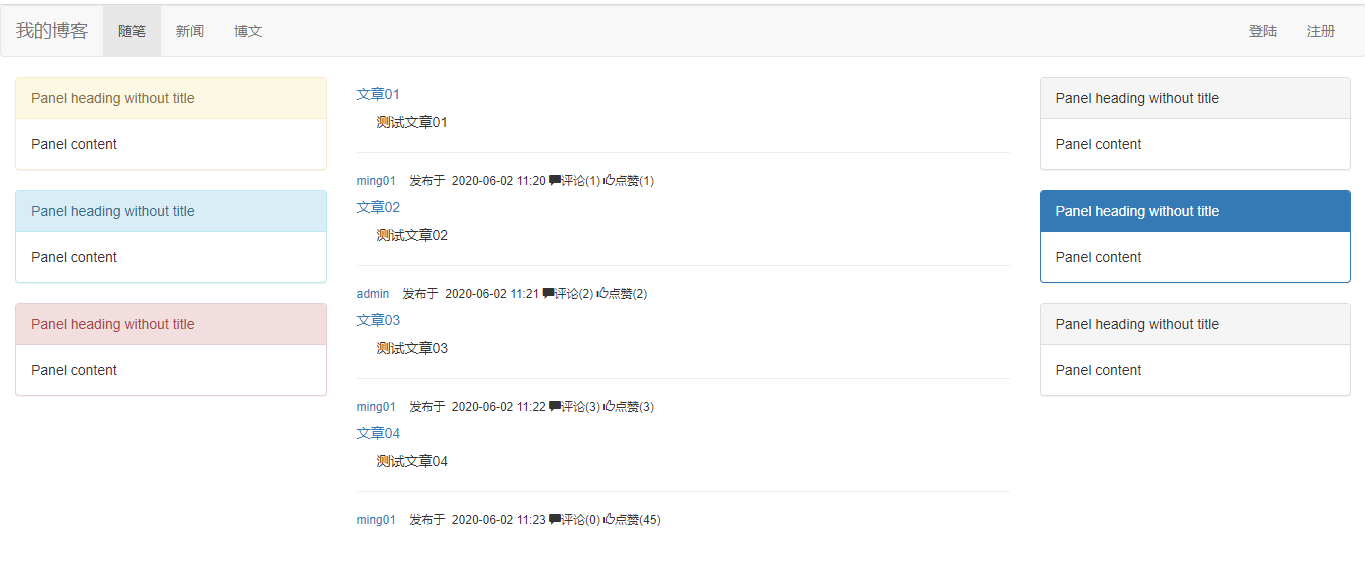 我的博客 随笔 新闻 博文 登陆 注册
Panel heading without title
Panel content
Panel heading without title
Panel content
Panel heading without title
Panel content
文章01
测试文章01
ming01 发布于 2020-06-02 11:20 评论(1) 点赞(1)
文章02
测试文章02
admin 发布于 2020-06-02 11:21 评论(2) 点赞(2)
文章03
测试文章03
ming01 发布于 2020-06-02 11:22 评论(3) 点赞(3)
文章04
测试文章04
ming01 发布于 2020-06-02 11:23 评论(0) 点赞(45)
Panel heading without title
Panel content
Panel heading without title
Panel content
Panel heading without title
Panel content